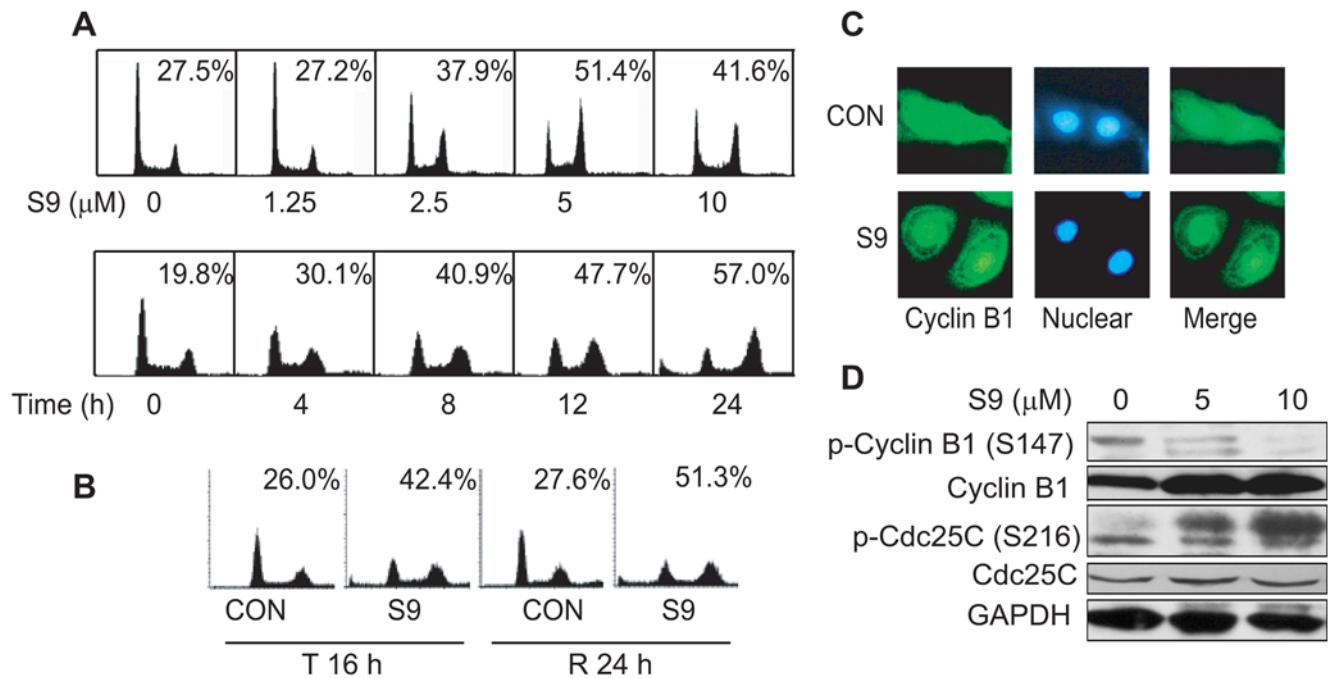 A
27.5% 27.2% 37.9% 51.4% 41.6%
S9 (μM) 0 1.25 2.5 5 10
19.8% 30.1% 40.9% 47.7% 57.0%
Time (h) 0 4 8 12 24
B
26.0% 42.4% 27.6% 51.3%
CON S9 CON S9
T 16 h R 24 h
C
CON
S9
Cyclin B1 Nuclear Merge
D
S9 (μM) 0 5 10
p-Cyclin B1 (S147)
Cyclin B1
p-Cdc25C (S216)
Cdc25C
GAPDH